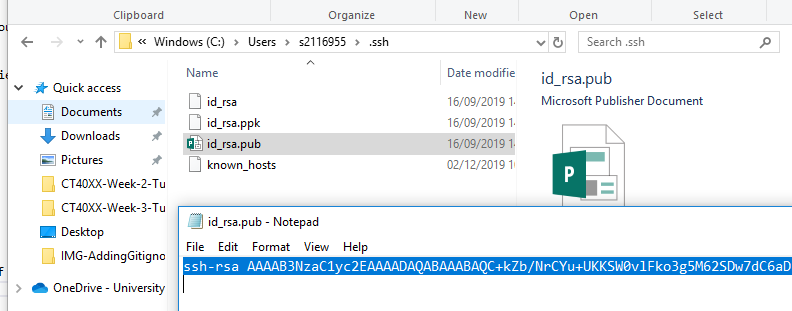 Clipboard Organize New Open Select
Windows (C:) Users s2116955 .ssh Search .ssh
Name Date modifie
Quick access
Documents
Downloads
Pictures
CT40XX-Week-2-Tu
CT40XX-Week-3-Tu
Desktop
IMG-AddingGitigno
OneDrive - University
id_rsa 16/09/2019 1
id_rsa.ppk 16/09/2019 1
id_rsa.pub 16/09/2019 1
known_hosts 02/12/2019 1
id_rsa.pub
Microsoft Publisher Document
P
id_rsa.pub - Notepad
File Edit Format View Help
ssh-rsa AAAAB3NzaC1yc2EAAAADAQABAAABAQC+kZb/NrCYu+UKKSW0v1Fko3g5M62SDw7dC6aD